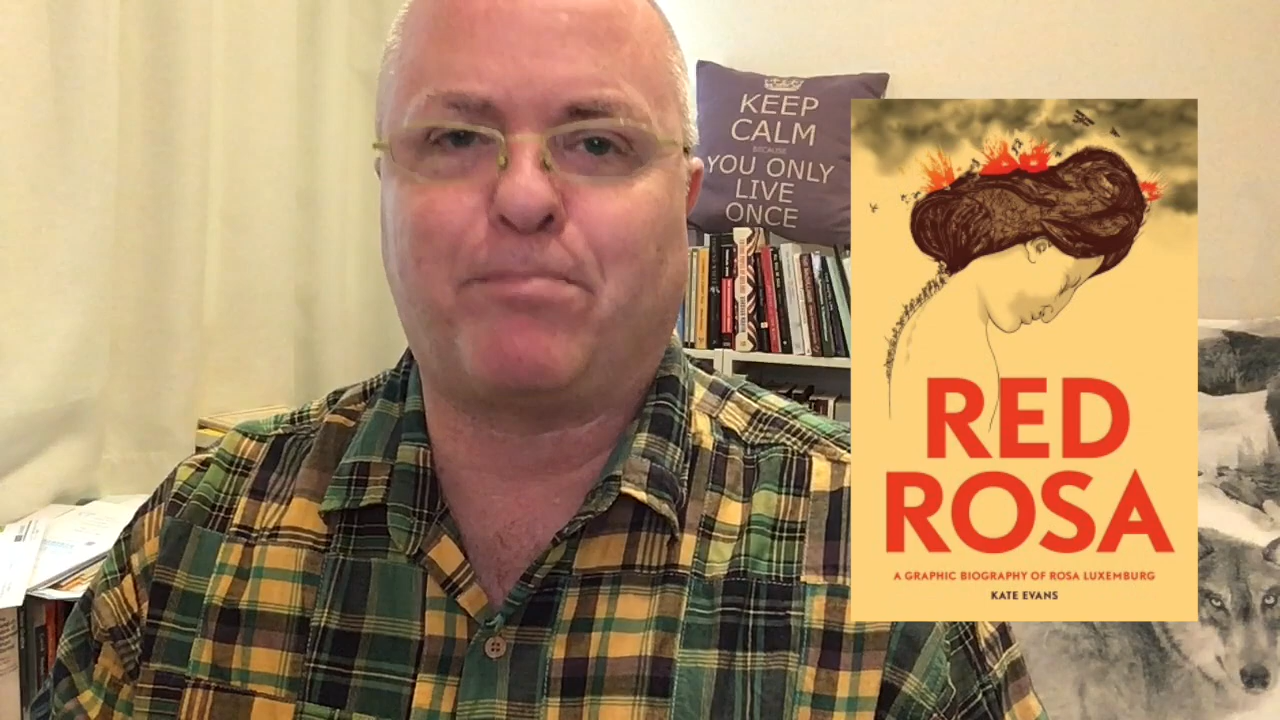 KEEP
CALM
BECAUSE
YOU ONLY
LIVE
ONCE
RED
ROSA
A GRAPHIC BIOGRAPHY OF ROSA LUXEMBURG
KATE EVANS